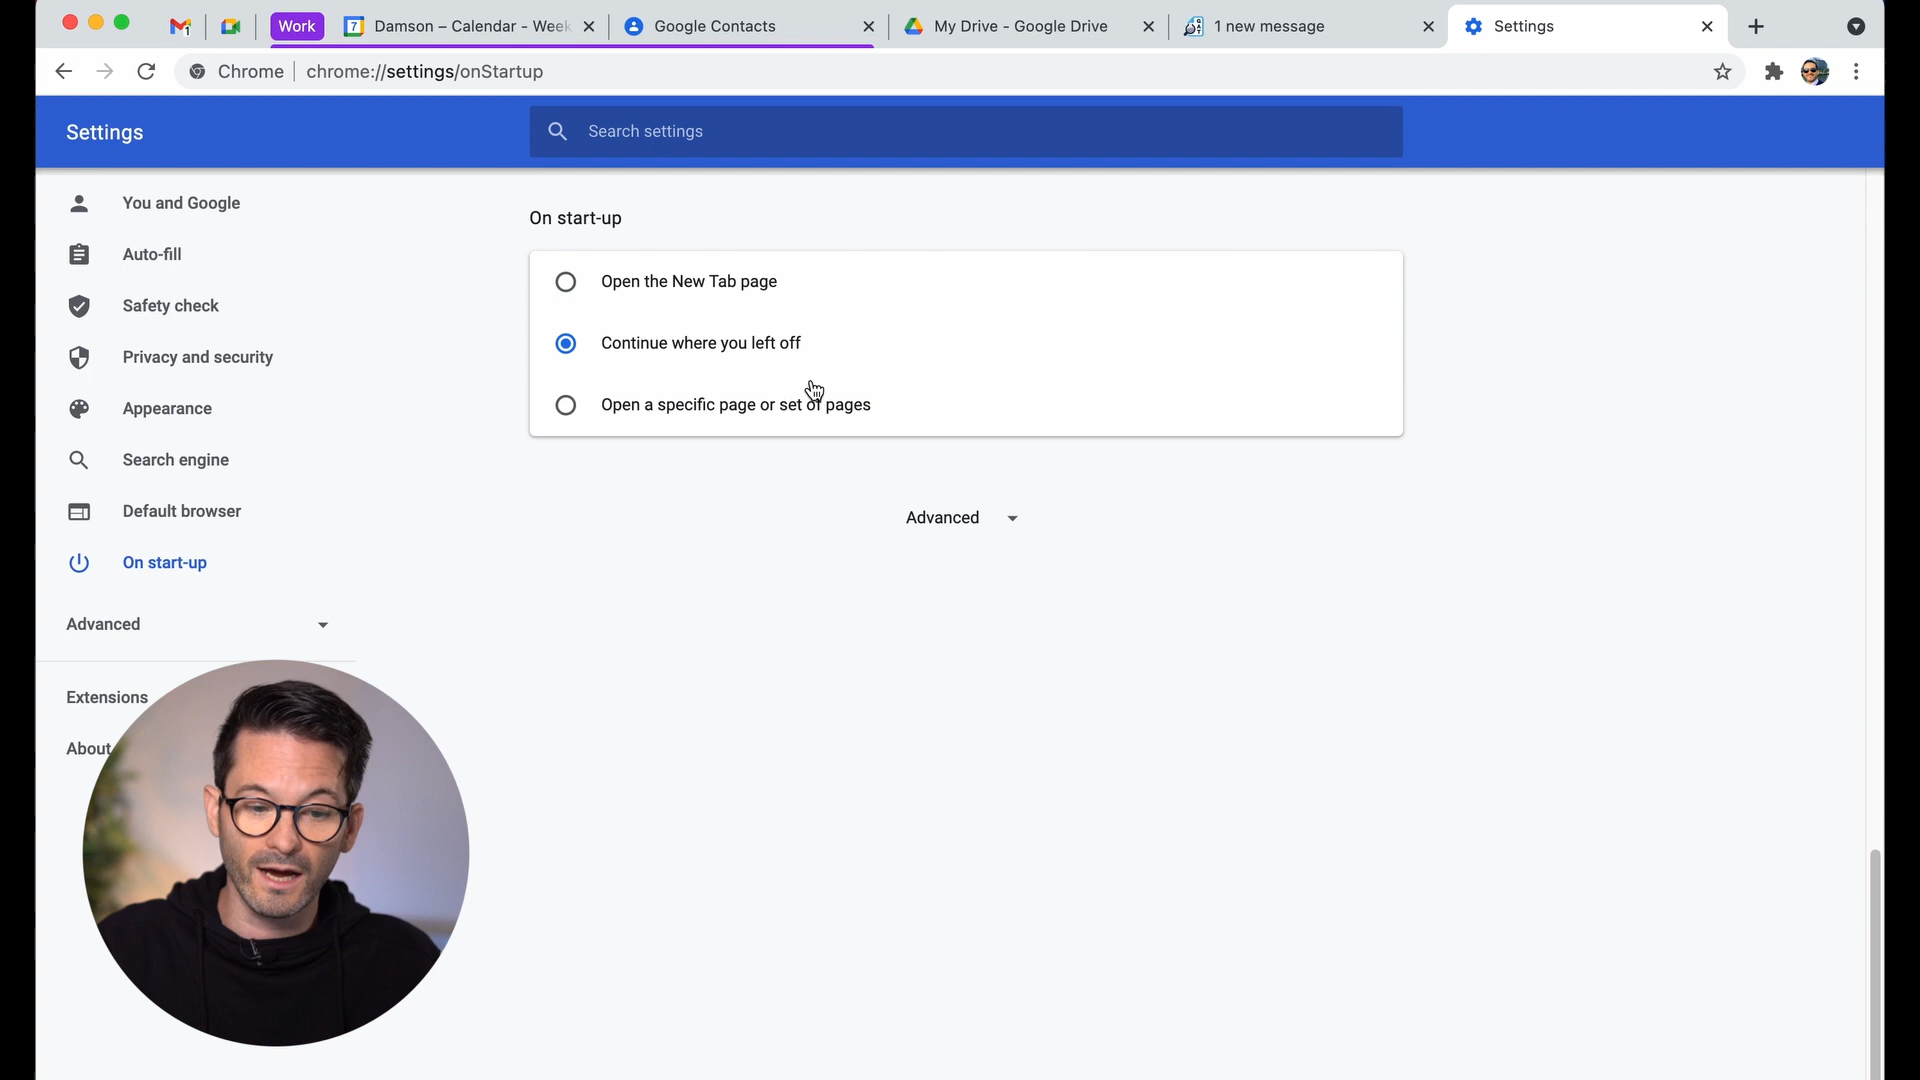 Work
7 Damson – Calendar - Week
Google Contacts
My Drive - Google Drive
1 new message
Settings
Chrome
chrome://settings/onStartup
Settings
Search settings
You and Google
Auto-fill
Safety check
Privacy and security
Appearance
Search engine
Default browser
On start-up
Advanced
Extensions
About
On start-up
Open the New Tab page
Continue where you left off
Open a specific page or set of pages
Advanced